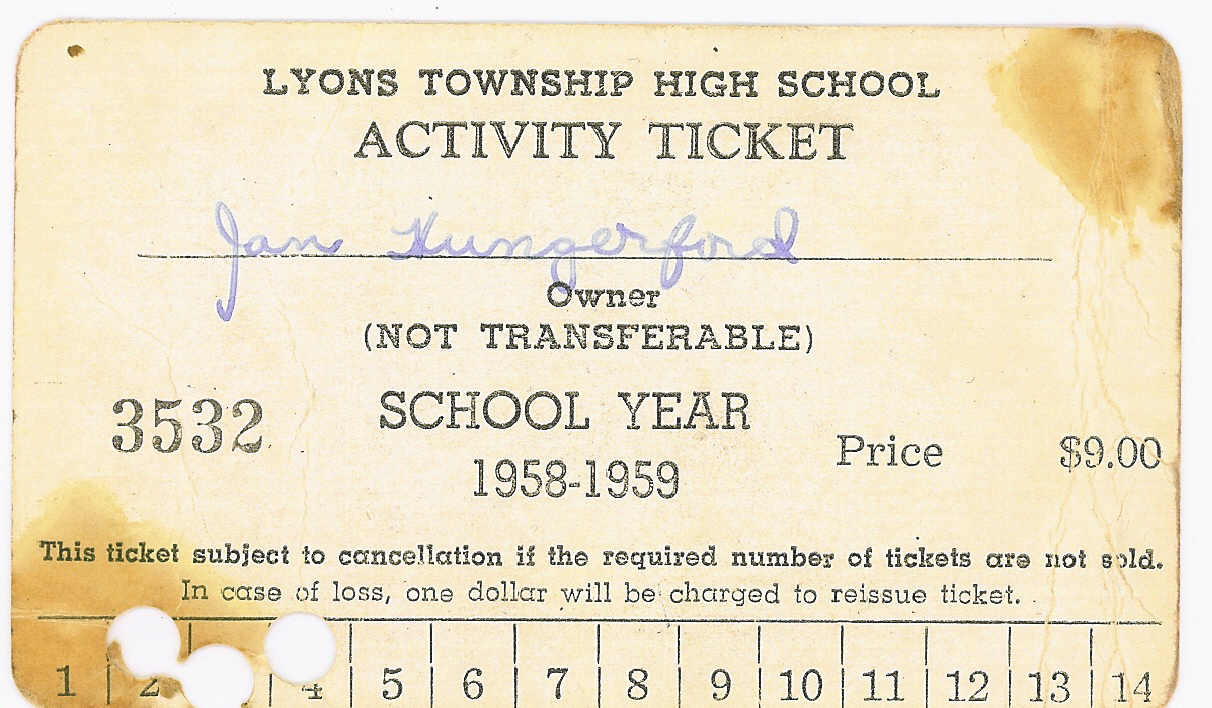 LYONS TOWNSHIP HIGH SCHOOL
ACTIVITY TICKET
Jan Hungerford
Owner
(NOT TRANSFERABLE)
3532
SCHOOL YEAR
1958-1959
Price $9.00
This ticket subject to cancellation if the required number of tickets are not sold.
In case of loss, one dollar will be charged to reissue ticket.
1 2 4 5 6 7 8 9 10 11 12 13 14